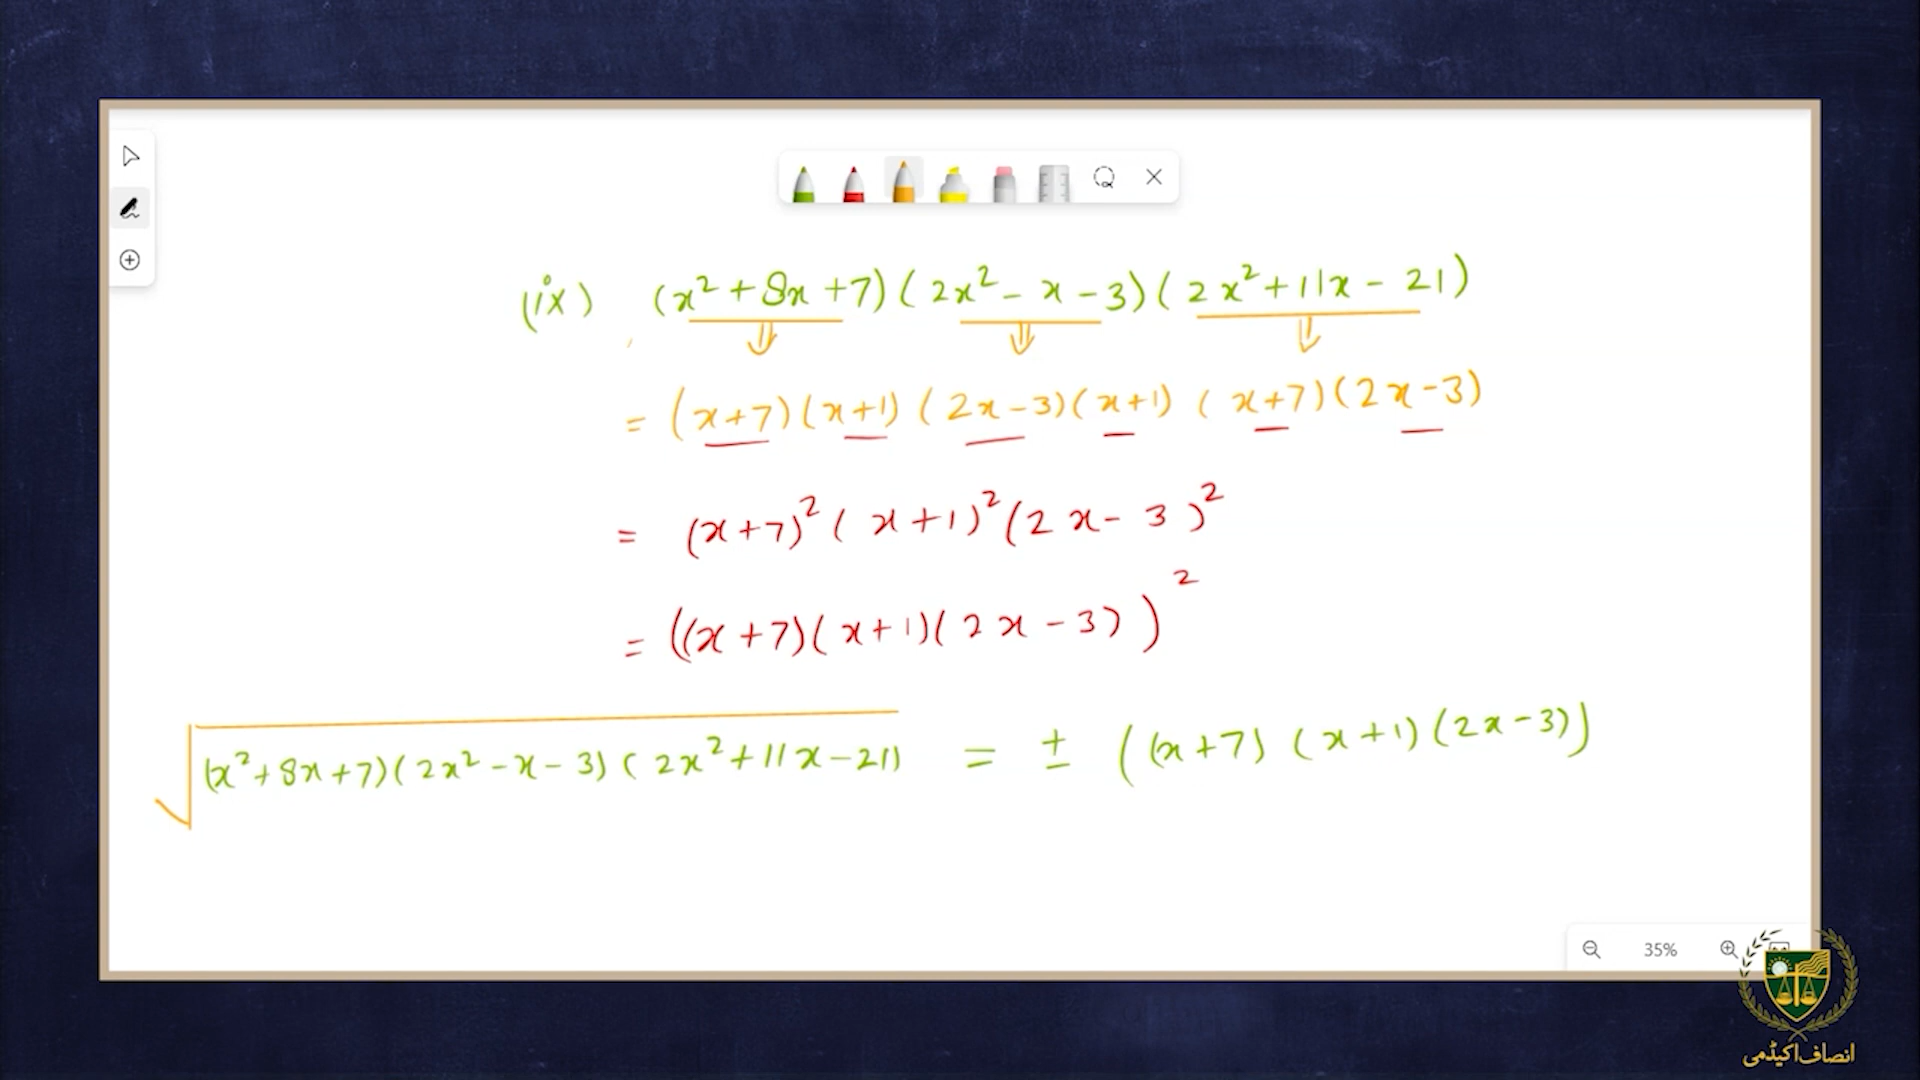 (ix) (x²+8x+7)(2x²-x-3)(2x²+11x-21)
= (x+7)(x+1)(2x-3)(x+1)(x+7)(2x-3)
= (x+7)²(x+1)²(2x-3)²
= ((x+7)(x+1)(2x-3))²
√(x²+8x+7)(2x²-x-3)(2x²+11x-21) = ± ((x+7)(x+1)(2x-3))
35%
انصاف اکیڈمی